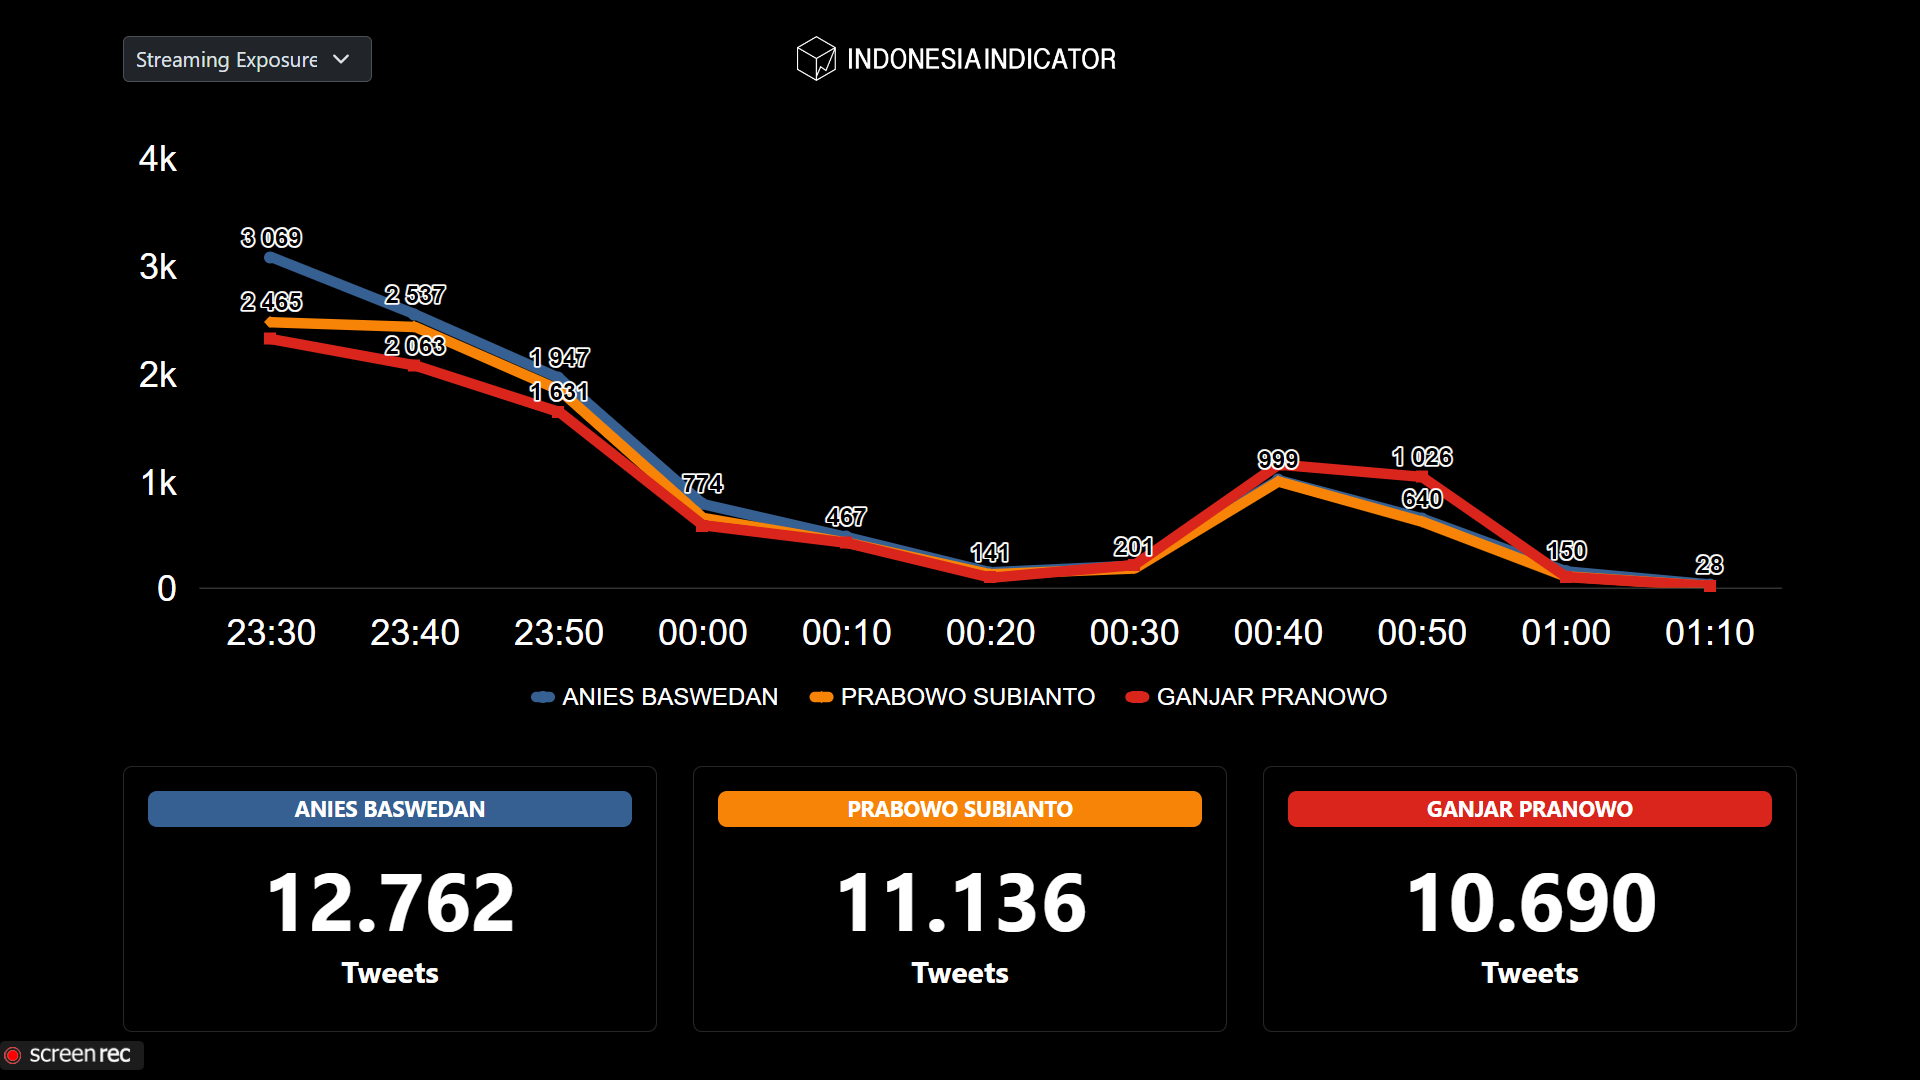 Streaming Exposure
INDONESIA INDICATOR
4k
3k
2k
1k
0
3 069
2 465
2 537
2 063
1 947
1 631
774
467
141
201
999
1 026
640
150
28
23:30 23:40 23:50 00:00 00:10 00:20 00:30 00:40 00:50 01:00 01:10
ANIES BASWEDAN PRABOWO SUBIANTO GANJAR PRANOWO
ANIES BASWEDAN
12.762
Tweets
PRABOWO SUBIANTO
11.136
Tweets
GANJAR PRANOWO
10.690
Tweets
screenrec